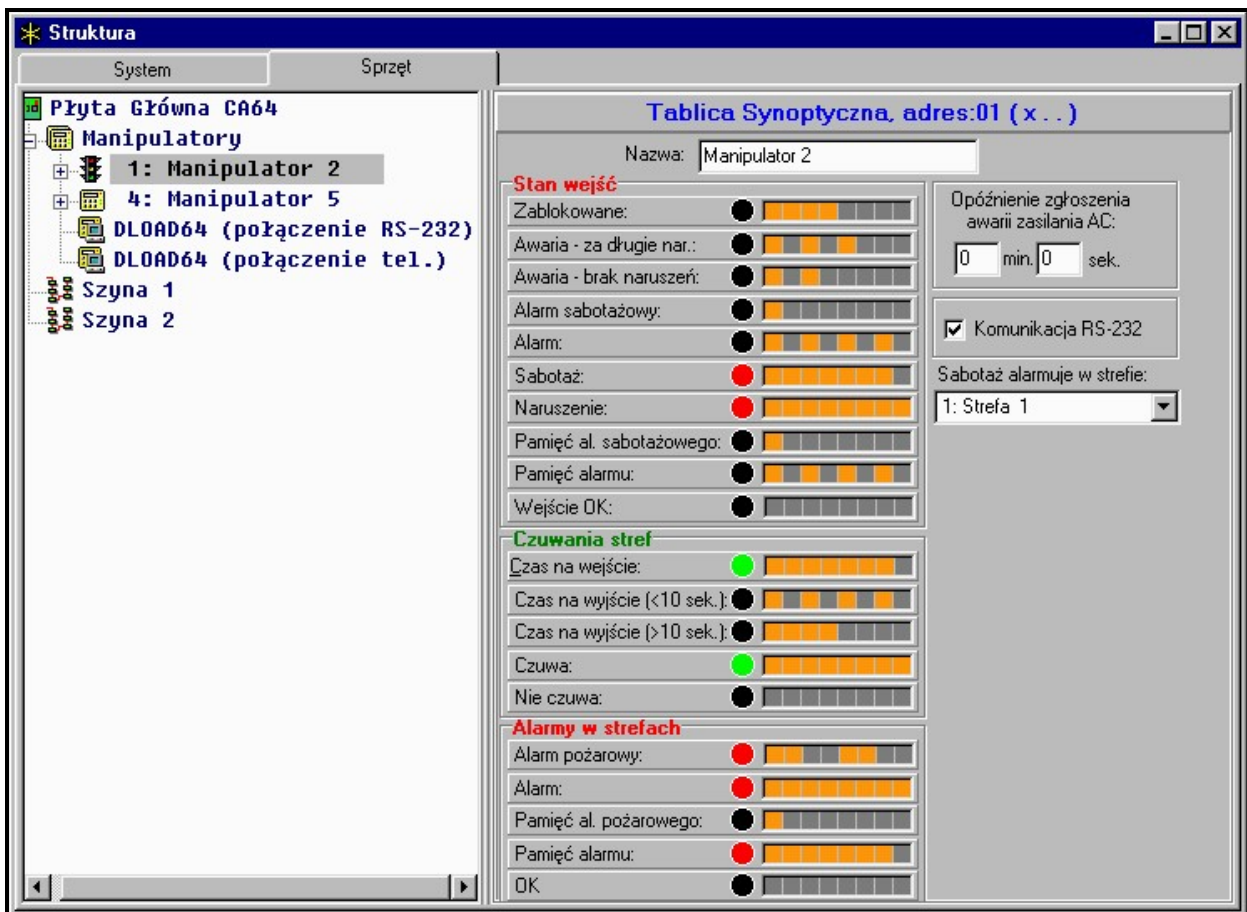 Struktura
System
Sprzęt
Płyta Główna CA64
Manipulatory
1: Manipulator 2
4: Manipulator 5
DLOAD64 (połączenie RS-232)
DLOAD64 (połączenie tel.)
Szyna 1
Szyna 2
Tablica Synoptyczna, adres:01 ( x . . )
Nazwa: Manipulator 2
Stan wejść
Zablokowane:
Awaria - za długie nar.:
Awaria - brak naruszeń:
Alarm sabotażowy:
Alarm:
Sabotaż:
Naruszenie:
Pamięć al. sabotażowego:
Pamięć alarmu:
Wejście OK:
Czuwania stref
Czas na wejście:
Czas na wyjście (<10 sek.):
Czas na wyjście (>10 sek.):
Czuwa:
Nie czuwa:
Alarmy w strefach
Alarm pożarowy:
Alarm:
Pamięć al. pożarowego:
Pamięć alarmu:
OK
Opóźnienie zgłoszenia
awarii zasilania AC:
0 min. 0 sek.
Komunikacja RS-232
Sabotaż alarmuje w strefie:
1: Strefa 1